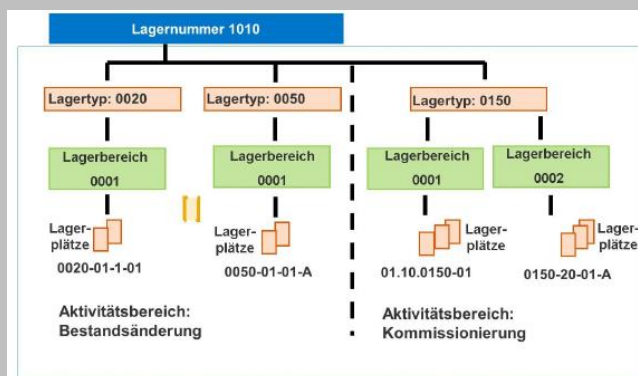 Lagernummer 1010
Lagertyp: 0020
Lagertyp: 0050
Lagertyp: 0150
Lagerbereich
0001
Lagerbereich
0001
Lagerbereich
0001
Lagerbereich
0002
Lager-
plätze
0020-01-1-01
Lager-
plätze
0050-01-01-A
Lager-
plätze
01.10.0150-01
Lager-
plätze
0150-20-01-A
Aktivitätsbereich:
Bestandsänderung
Aktivitätsbereich:
Kommissionierung